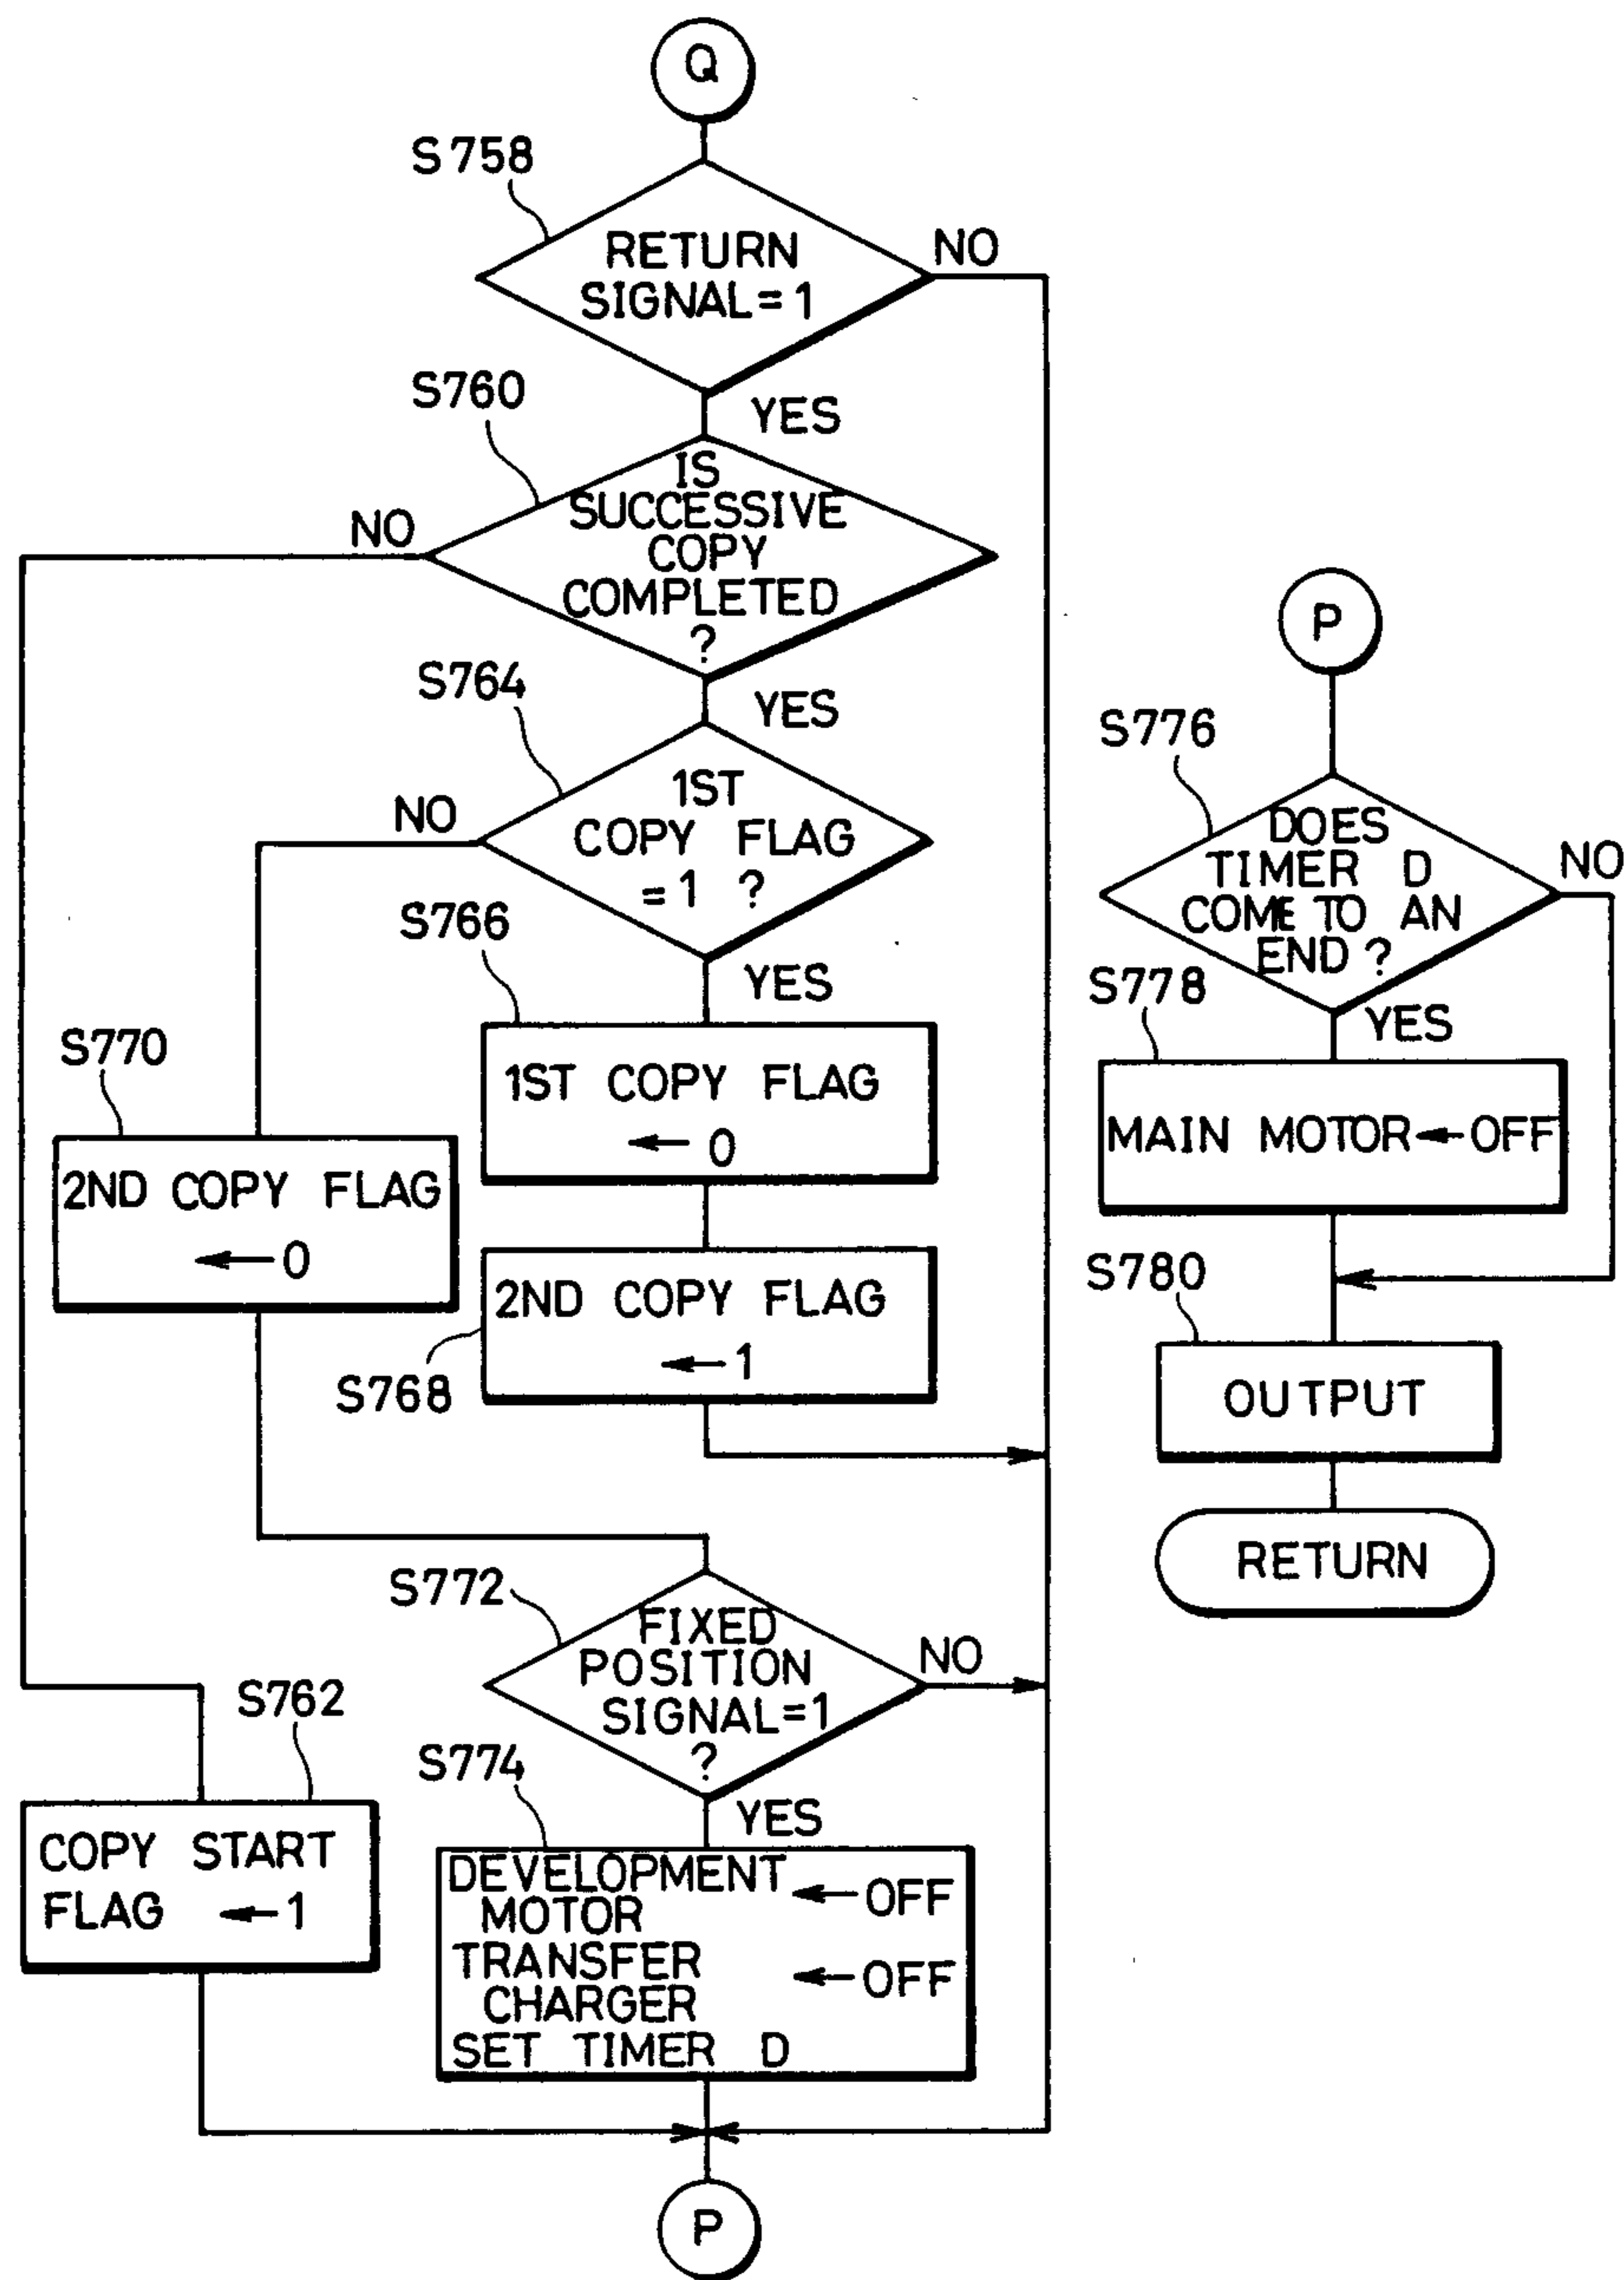 Q
S758
RETURN
SIGNAL=1
NO
YES
S760
IS
SUCCESSIVE
COPY
COMPLETED
?
NO
YES
S764
1ST
COPY FLAG
=1 ?
NO
YES
S766
1ST COPY FLAG
←0
S770
2ND COPY FLAG
←0
2ND COPY FLAG
←1
S768
S772
FIXED
POSITION
SIGNAL=1
?
NO
YES
S762
COPY START
FLAG ←1
S774
DEVELOPMENT
MOTOR ←OFF
TRANSFER
CHARGER ←OFF
SET TIMER D
P
P
S776
DOES
TIMER D
COME TO AN
END ?
NO
YES
S778
MAIN MOTOR←OFF
S780
OUTPUT
RETURN